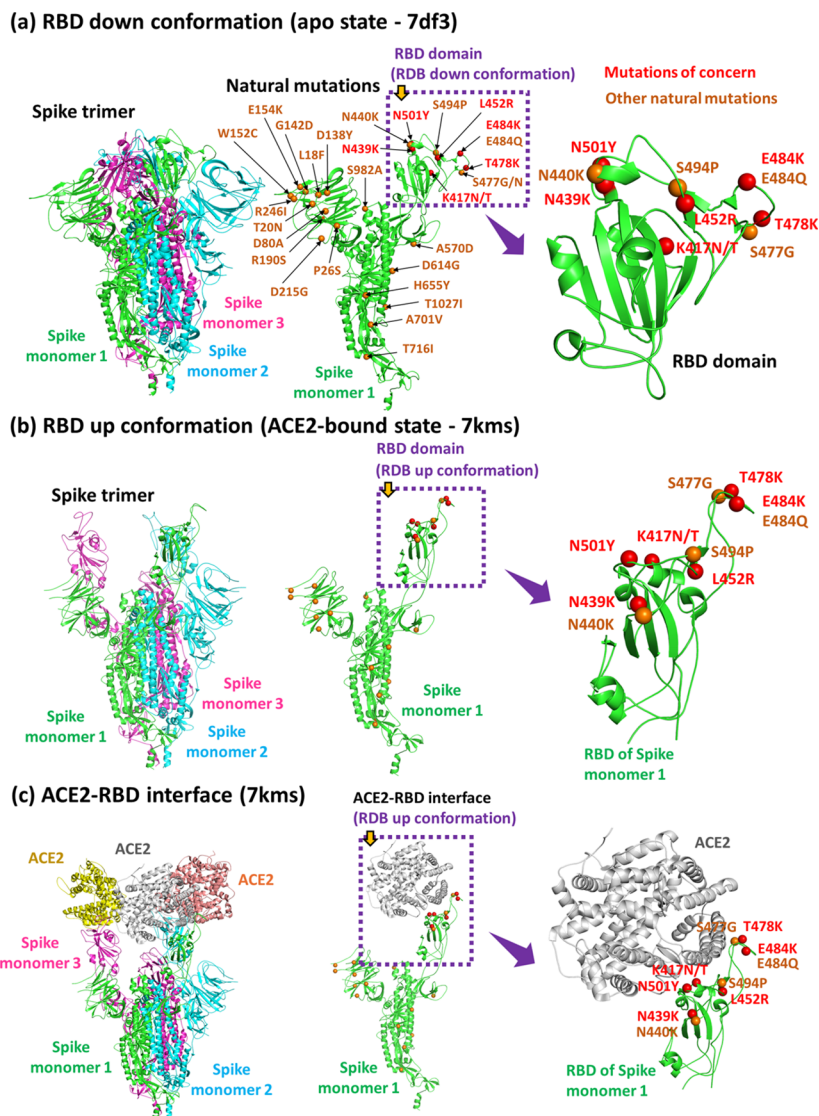 (a) RBD down conformation (apo state - 7df3)
RBD domain
(RDB down conformation)
Natural mutations
Mutations of concern
Other natural mutations
Spike trimer
E154K
G142D
W152C
D138Y
L18F
S982A
N440K
N501Y
S494P
L452R
N439K
E484K
E484Q
T478K
S477G/N
K417N/T
R246I
T20N
D80A
R190S
D215G
P26S
A570D
D614G
H655Y
T1027I
A701V
T716I
Spike
monomer 3
Spike
monomer 1
Spike
monomer 2
Spike
monomer 1
N501Y
N440K
N439K
S494P
E484K
E484Q
L452R
T478K
K417N/T
S477G
RBD domain
(b) RBD up conformation (ACE2-bound state - 7kms)
RBD domain
(RDB up conformation)
Spike trimer
Spike
monomer 3
Spike
monomer 1
Spike
monomer 2
Spike
monomer 1
S477G
T478K
E484K
E484Q
K417N/T
N501Y
S494P
L452R
N439K
N440K
RBD of Spike
monomer 1
(c) ACE2-RBD interface (7kms)
ACE2-RBD interface
(RDB up conformation)
ACE2
ACE2
ACE2
Spike
monomer 3
Spike
monomer 1
Spike
monomer 2
Spike
monomer 1
ACE2
S477G
T478K
E484K
E484Q
K417N/T
N501Y
S494P
L452R
N439K
N440Y
RBD of Spike
monomer 1